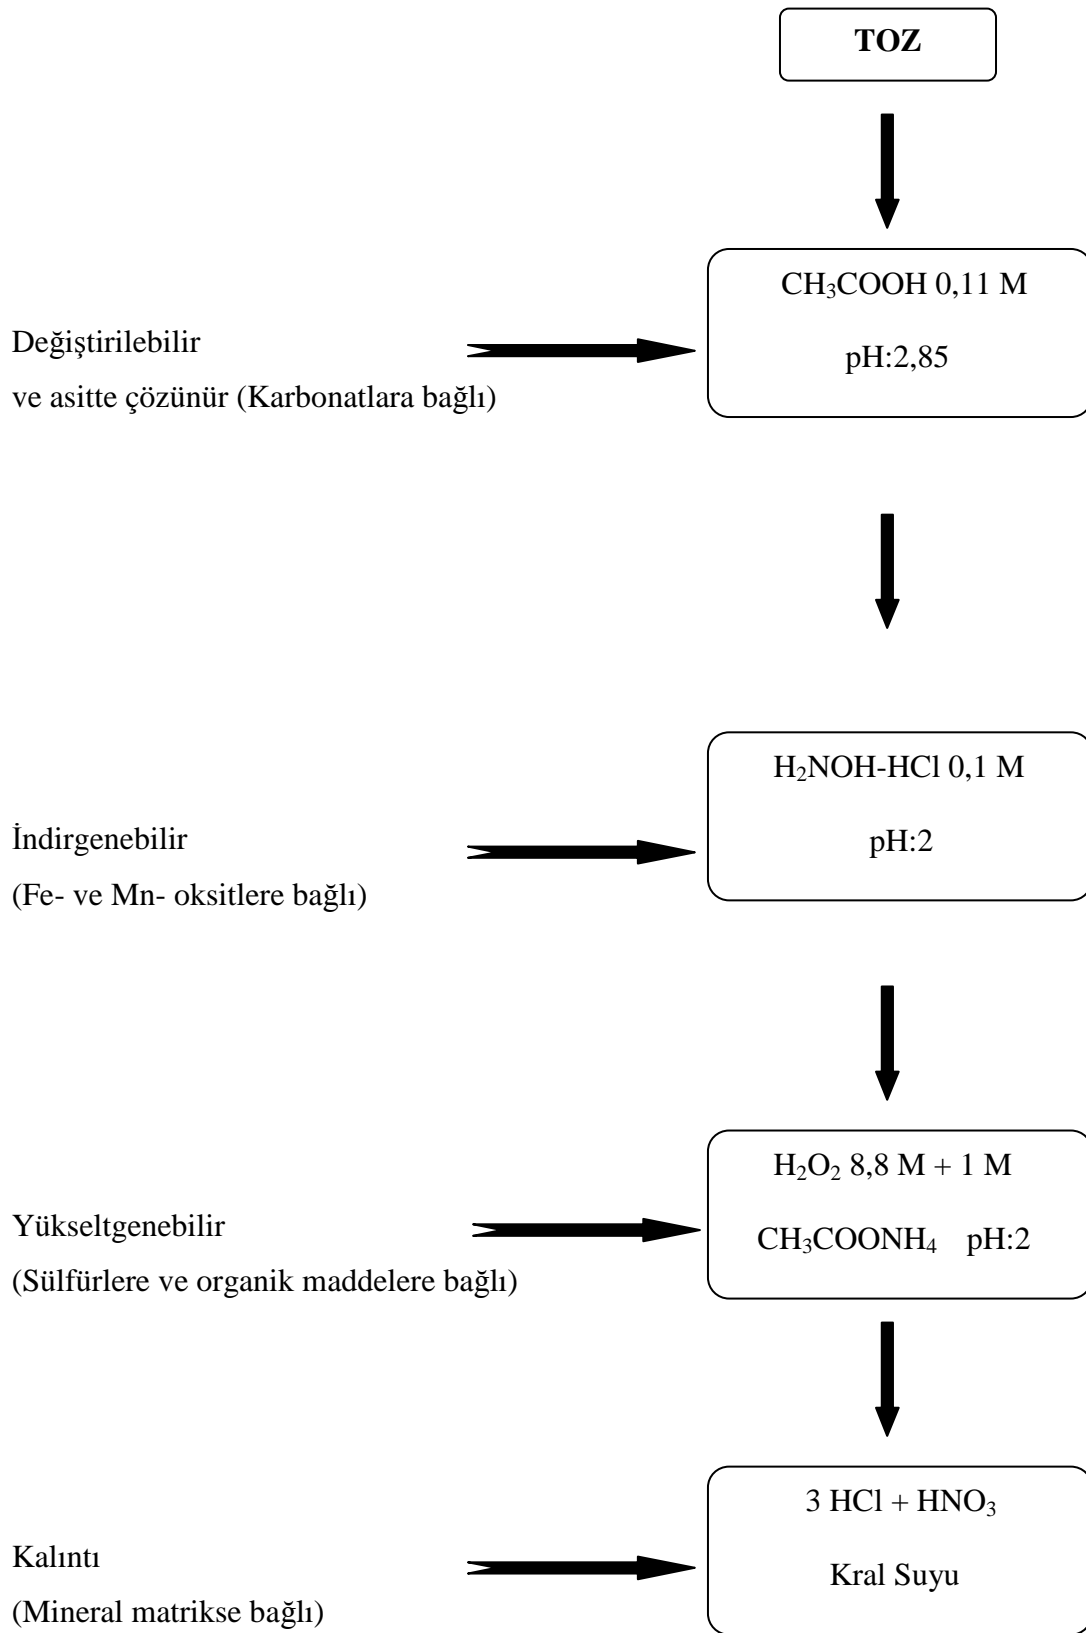 TOZ
CH₃COOH 0,11 M
Değiştirilebilir
pH:2,85
ve asitte çözünür (Karbonatlara bağlı)
H₂NOH-HCl 0,1 M
İndirgenebilir
pH:2
(Fe- ve Mn- oksitlere bağlı)
H₂O₂ 8,8 M + 1 M
Yükseltgenebilir
CH₃COONH₄ pH:2
(Sülfürlere ve organik maddelere bağlı)
3 HCl + HNO₃
Kalıntı
Kral Suyu
(Mineral matrikse bağlı)